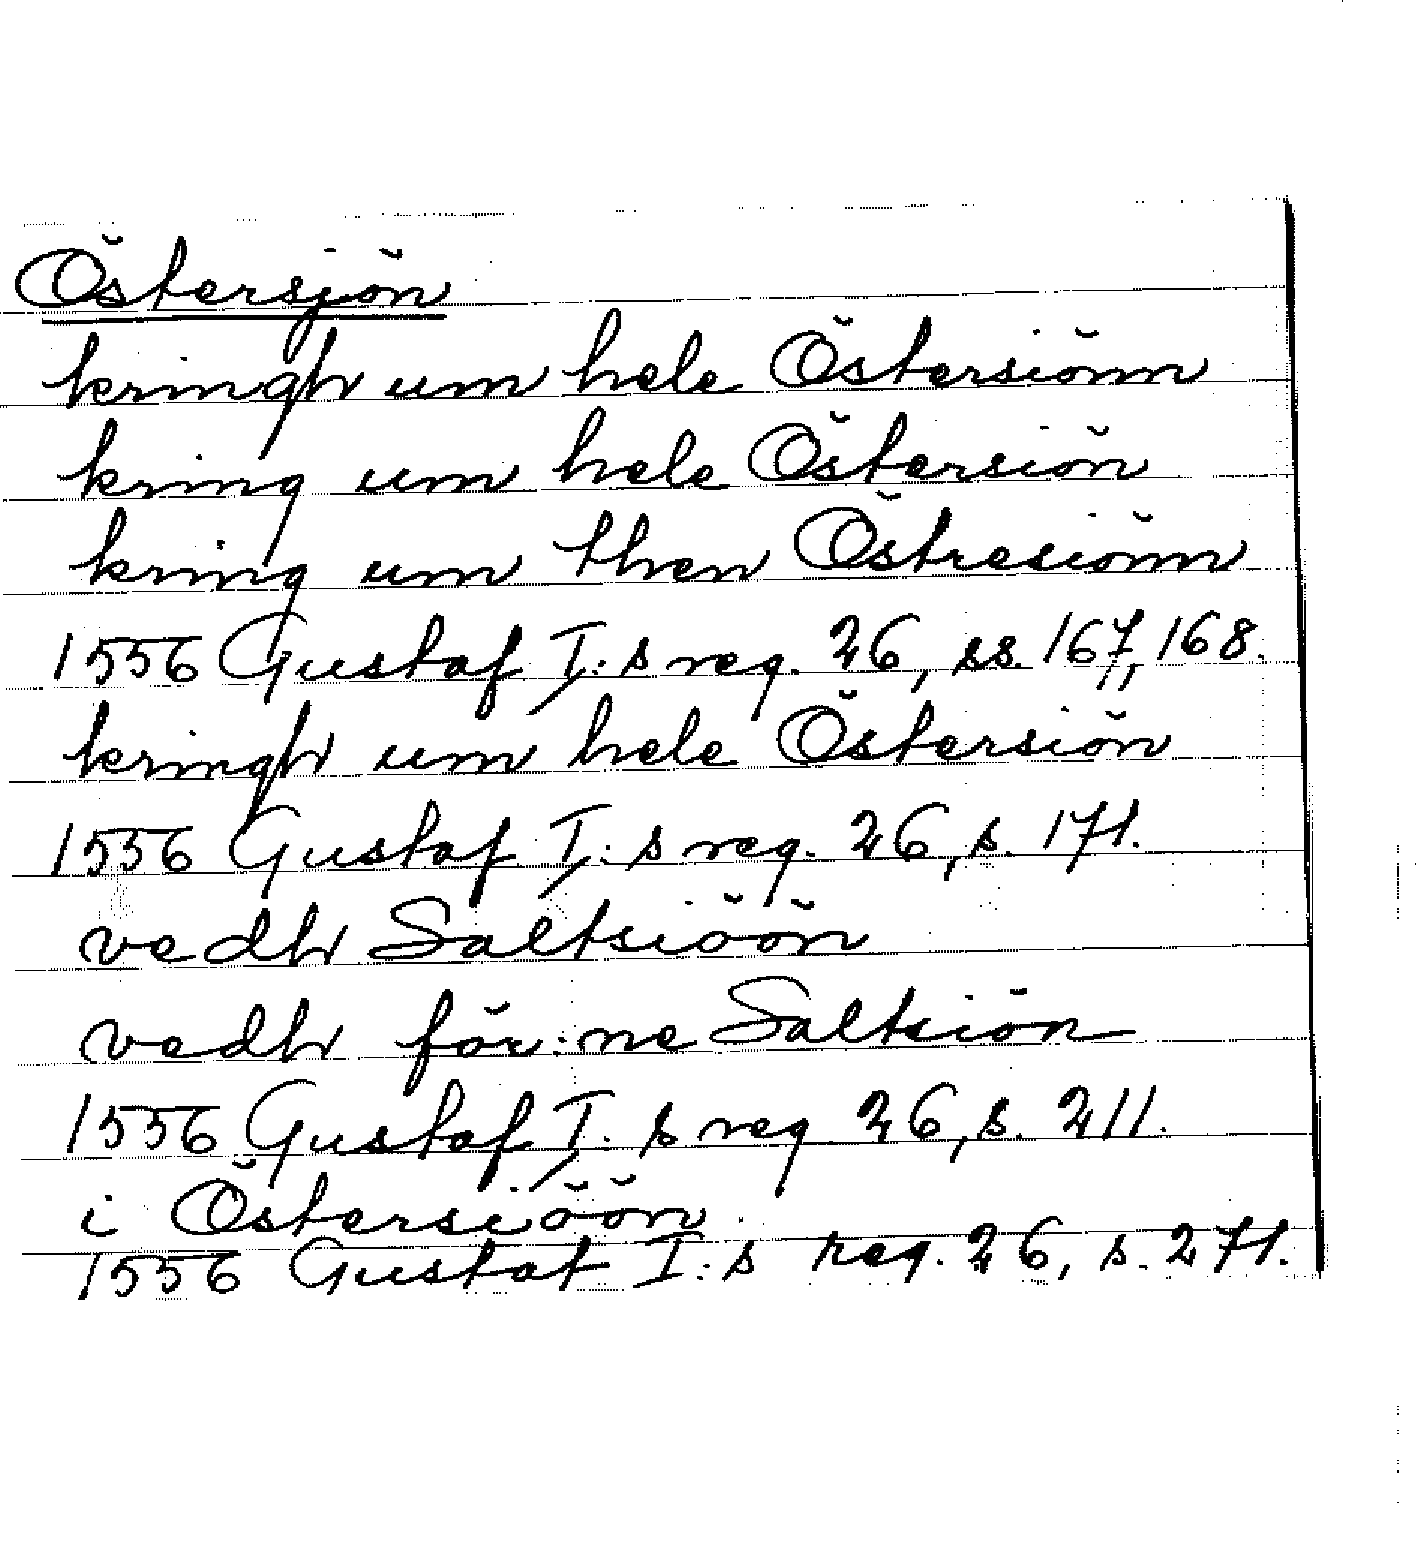 Östersjön
kringh um hele Östersiönn
kring um hele Östersiön
kring um then Östresiönn
1556 Gustaf I:s reg. 26, ss. 167, 168.
kringh um hele Östersiön
1556 Gustaf I:s reg. 26, s. 171.
vedh Saltsiöön
vedh för:ne Saltsiön
1556 Gustaf I:s reg 26, s. 211.
i Östersiöön
1556 Gustaf I:s reg. 26, s. 271.